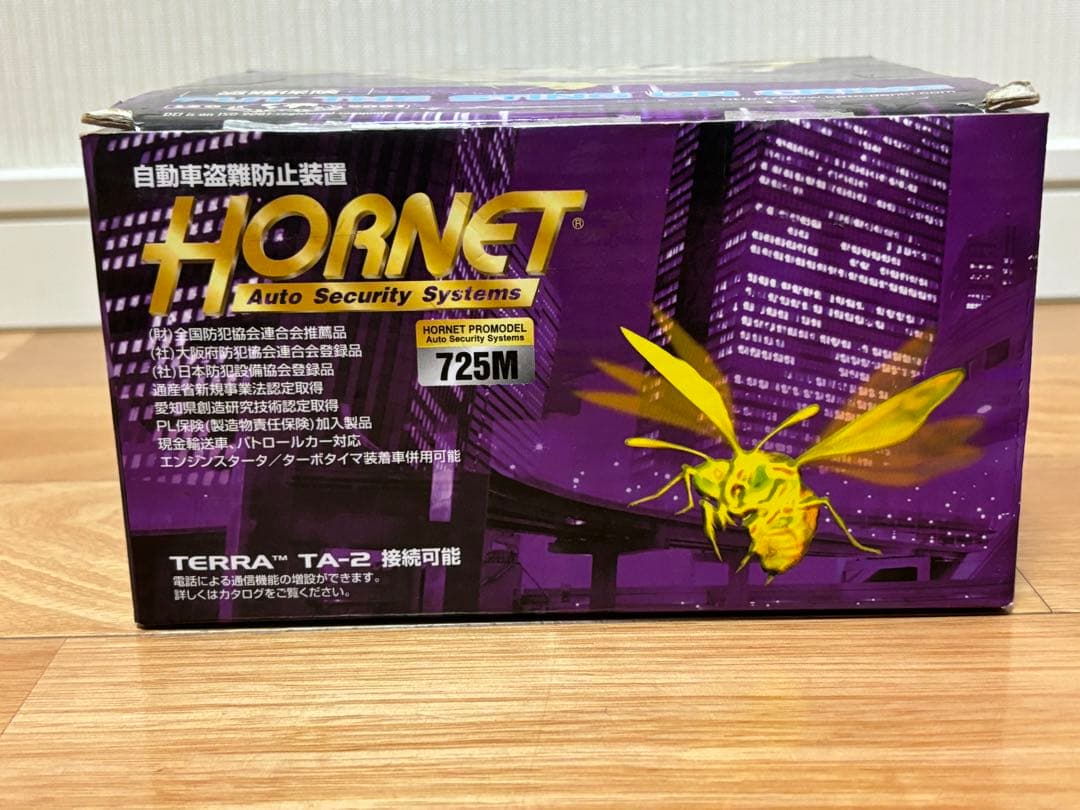 盗難保険
自動車盗難防止装置
HORNET®
Auto Security Systems
HORNET PROMODEL
Auto Security Systems
725M
(財)全国防犯協会連合会推薦品
(社)大阪府防犯協会連合会登録品
(社)日本防犯設備協会登録品
通産省新規事業法認定取得
愛知県創造研究技術認定取得
PL保険(製造物責任保険)加入製品
現金輸送車、パトロールカー対応
エンジンスタータ/ターボタイマ装着車併用可能
TERRA™ TA-2 接続可能
電話による通信機能の増設ができます。
詳しくはカタログをご覧ください。